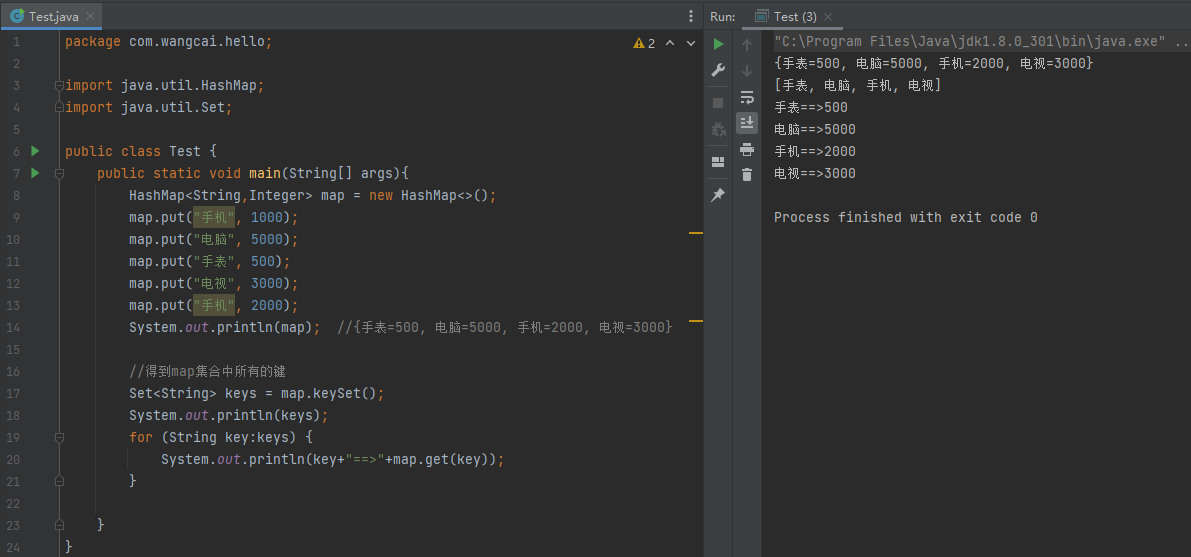 Test.java
package com.wangcai.hello;
import java.util.HashMap;
import java.util.Set;
public class Test {
public static void main(String[] args){
HashMap<String,Integer> map = new HashMap<>();
map.put("手机", 1000);
map.put("电脑", 5000);
map.put("手表", 500);
map.put("电视", 3000);
map.put("手机", 2000);
System.out.println(map);  //{手表=500, 电脑=5000, 手机=2000, 电视=3000}
//得到map集合中所有的键
Set<String> keys = map.keySet();
System.out.println(keys);
for (String key:keys) {
System.out.println(key+"==>"+map.get(key));
}
}
}
1
2
3
4
5
6
7
8
9
10
11
12
13
14
15
16
17
18
19
20
21
22
23
24
2
Run:
Test (3)
"C:\Program Files\Java\jdk1.8.0_301\bin\java.exe" ..
{手表=500, 电脑=5000, 手机=2000, 电视=3000}
[手表, 电脑, 手机, 电视]
手表==>500
电脑==>5000
手机==>2000
电视==>3000
Process finished with exit code 0